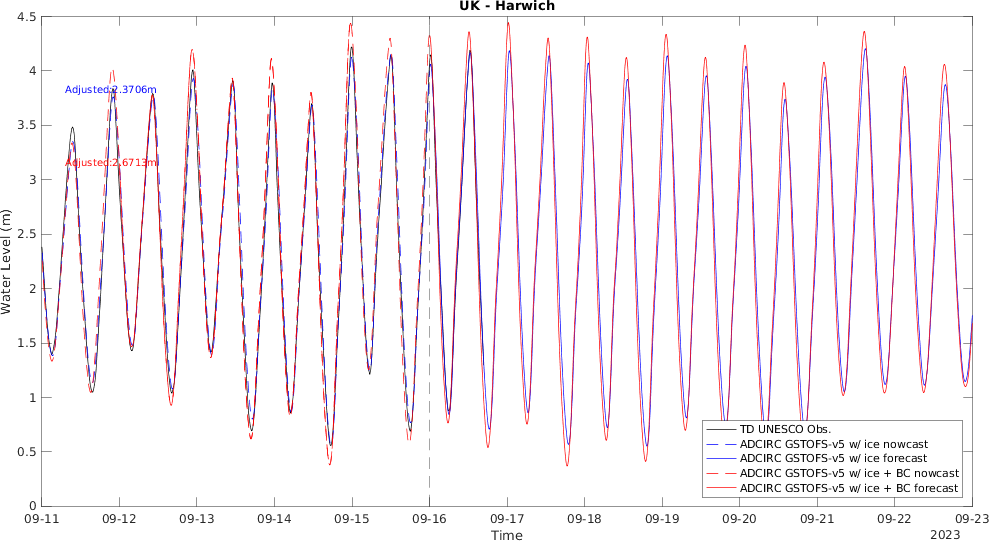 UK - Harwich
4.5
4
3.5
3
2.5
2
1.5
1
0.5
0
Water Level (m)
Adjusted:2.3706m
Adjusted:2.6713m
TD UNESCO Obs.
ADCIRC GSTOFS-v5 w/ ice nowcast
ADCIRC GSTOFS-v5 w/ ice forecast
ADCIRC GSTOFS-v5 w/ ice + BC nowcast
ADCIRC GSTOFS-v5 w/ ice + BC forecast
09-11 09-12 09-13 09-14 09-15 09-16 09-17 09-18 09-19 09-20 09-21 09-22 09-23
Time
2023